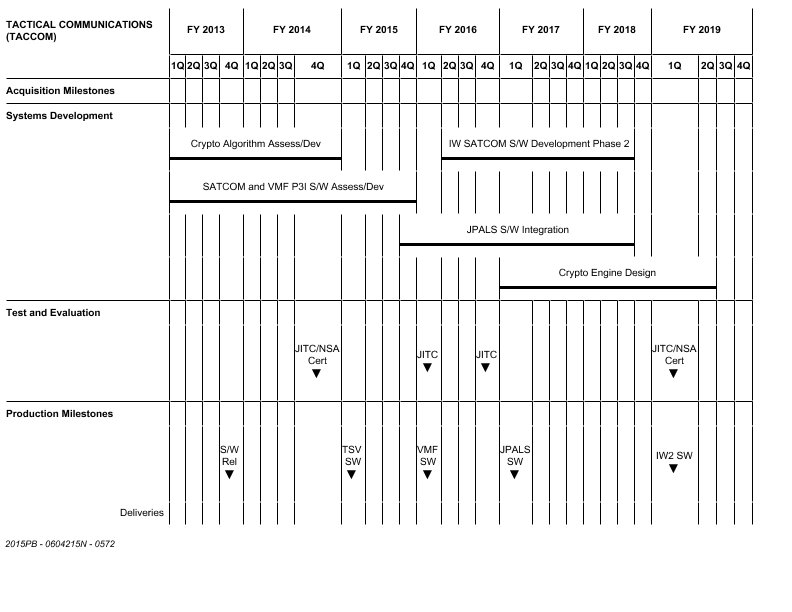 TACTICAL COMMUNICATIONS
(TACCOM)
FY 2013 FY 2014 FY 2015 FY 2016 FY 2017 FY 2018 FY 2019
1Q 2Q 3Q 4Q 1Q 2Q 3Q 4Q 1Q 2Q 3Q 4Q 1Q 2Q 3Q 4Q 1Q 2Q 3Q 4Q 1Q 2Q 3Q 4Q 1Q 2Q 3Q 4Q
Acquisition Milestones
Systems Development
Crypto Algorithm Assess/Dev IW SATCOM S/W Development Phase 2
SATCOM and VMF P3I S/W Assess/Dev
JPALS S/W Integration
Crypto Engine Design
Test and Evaluation
JITC/NSA
Cert
JITC
JITC
JITC/NSA
Cert
Production Milestones
S/W
Rel
TSV
SW
VMF
SW
JPALS
SW
IW2 SW
Deliveries
2015PB - 0604215N - 0572